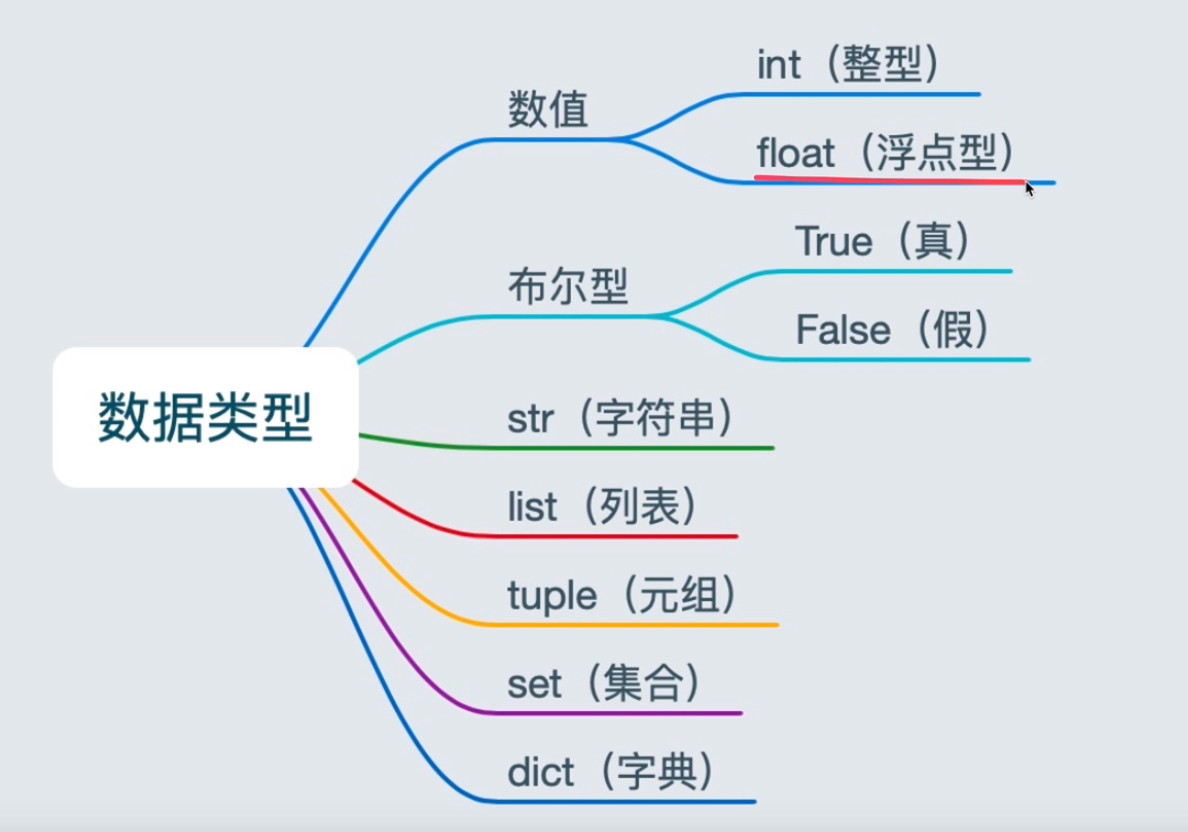 数据类型
数值
int（整型）
float（浮点型）
布尔型
True（真）
False（假）
str（字符串）
list（列表）
tuple（元组）
set（集合）
dict（字典）